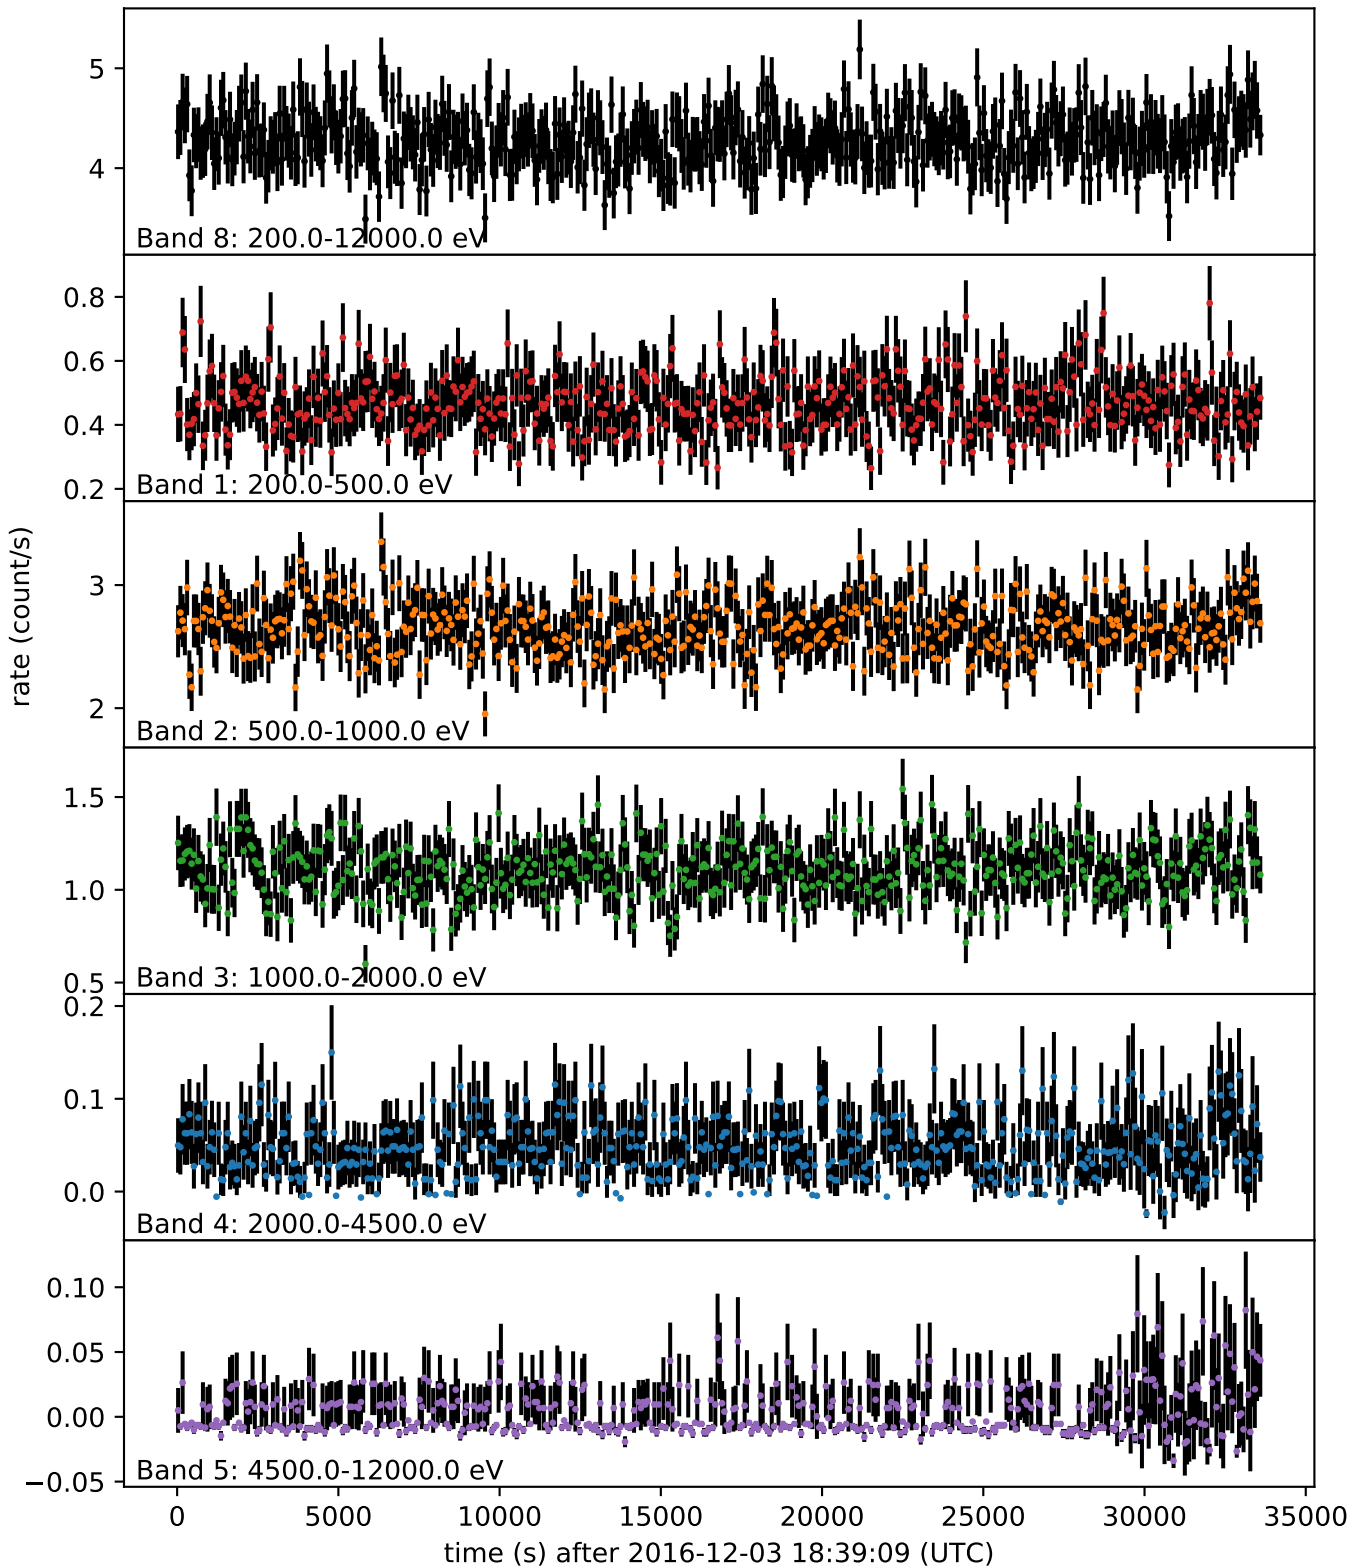 5
4
Band 8: 200.0-12000.0 eV
0.8
0.6
0.4
0.2
Band 1: 200.0-500.0 eV
rate (count/s)
3
2
Band 2: 500.0-1000.0 eV
1.5
1.0
0.5
Band 3: 1000.0-2000.0 eV
0.2
0.1
0.0
Band 4: 2000.0-4500.0 eV
0.10
0.05
0.00
−0.05
Band 5: 4500.0-12000.0 eV
0 5000 10000 15000 20000 25000 30000 35000
time (s) after 2016-12-03 18:39:09 (UTC)